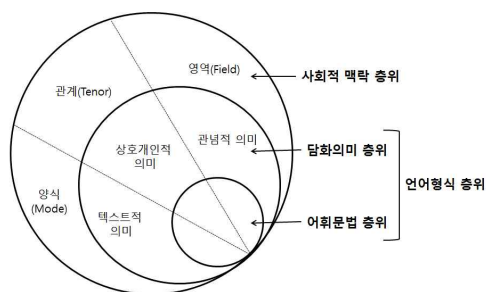 영역(Field)
사회적 맥락 층위
관계(Tenor)
상호개인적
의미
관념적 의미
담화의미 층위
언어형식 층위
양식
(Mode)
텍스트적
의미
어휘문법 층위